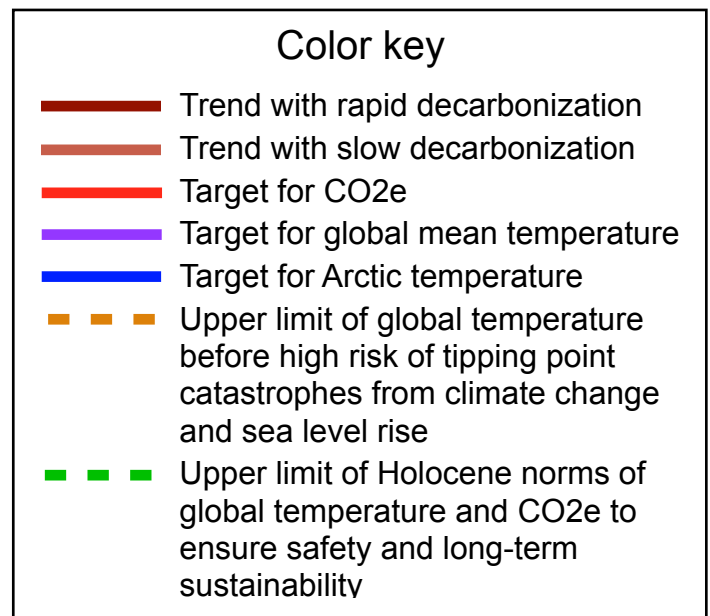 Color key
Trend with rapid decarbonization
Trend with slow decarbonization
Target for CO2e
Target for global mean temperature
Target for Arctic temperature
Upper limit of global temperature
before high risk of tipping point
catastrophes from climate change
and sea level rise
Upper limit of Holocene norms of
global temperature and CO2e to
ensure safety and long-term
sustainability